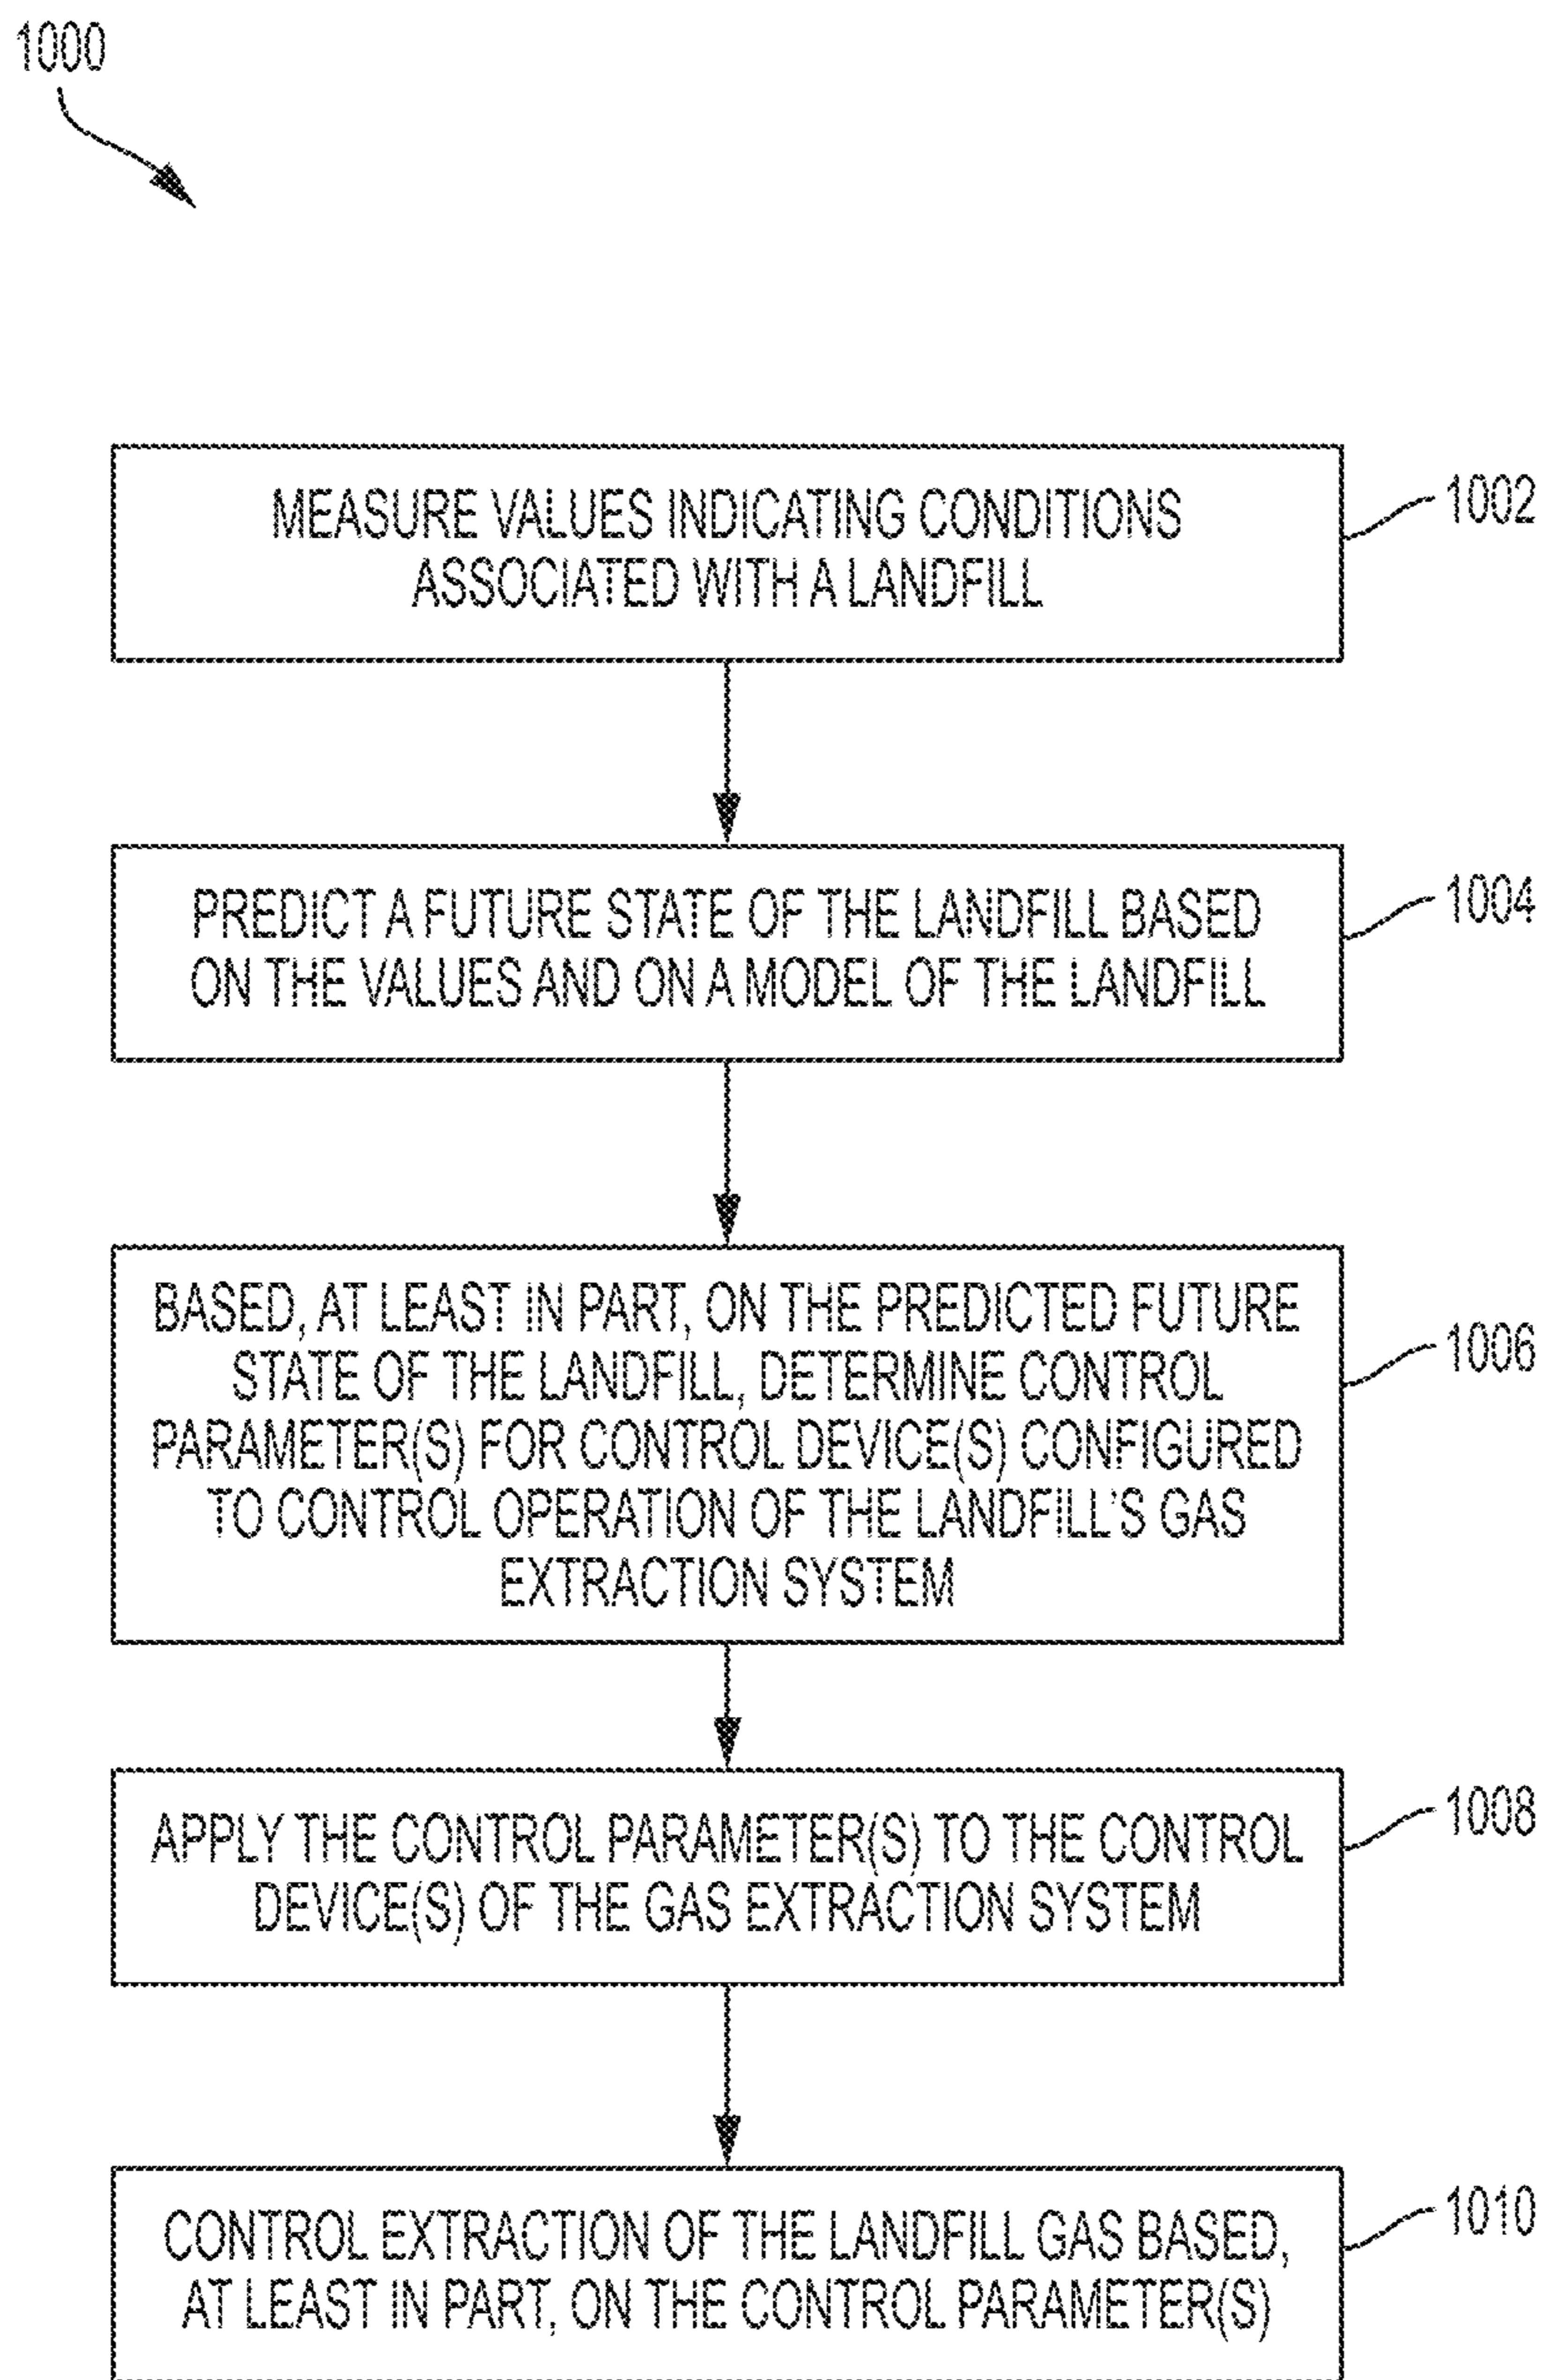 1000
MEASURE VALUES INDICATING CONDITIONS
ASSOCIATED WITH A LANDFILL
1002
PREDICT A FUTURE STATE OF THE LANDFILL BASED
ON THE VALUES AND ON A MODEL OF THE LANDFILL
1004
BASED, AT LEAST IN PART, ON THE PREDICTED FUTURE
STATE OF THE LANDFILL, DETERMINE CONTROL
PARAMETER(S) FOR CONTROL DEVICE(S) CONFIGURED
TO CONTROL OPERATION OF THE LANDFILL'S GAS
EXTRACTION SYSTEM
1006
APPLY THE CONTROL PARAMETER(S) TO THE CONTROL
DEVICE(S) OF THE GAS EXTRACTION SYSTEM
1008
CONTROL EXTRACTION OF THE LANDFILL GAS BASED,
AT LEAST IN PART, ON THE CONTROL PARAMETER(S)
1010